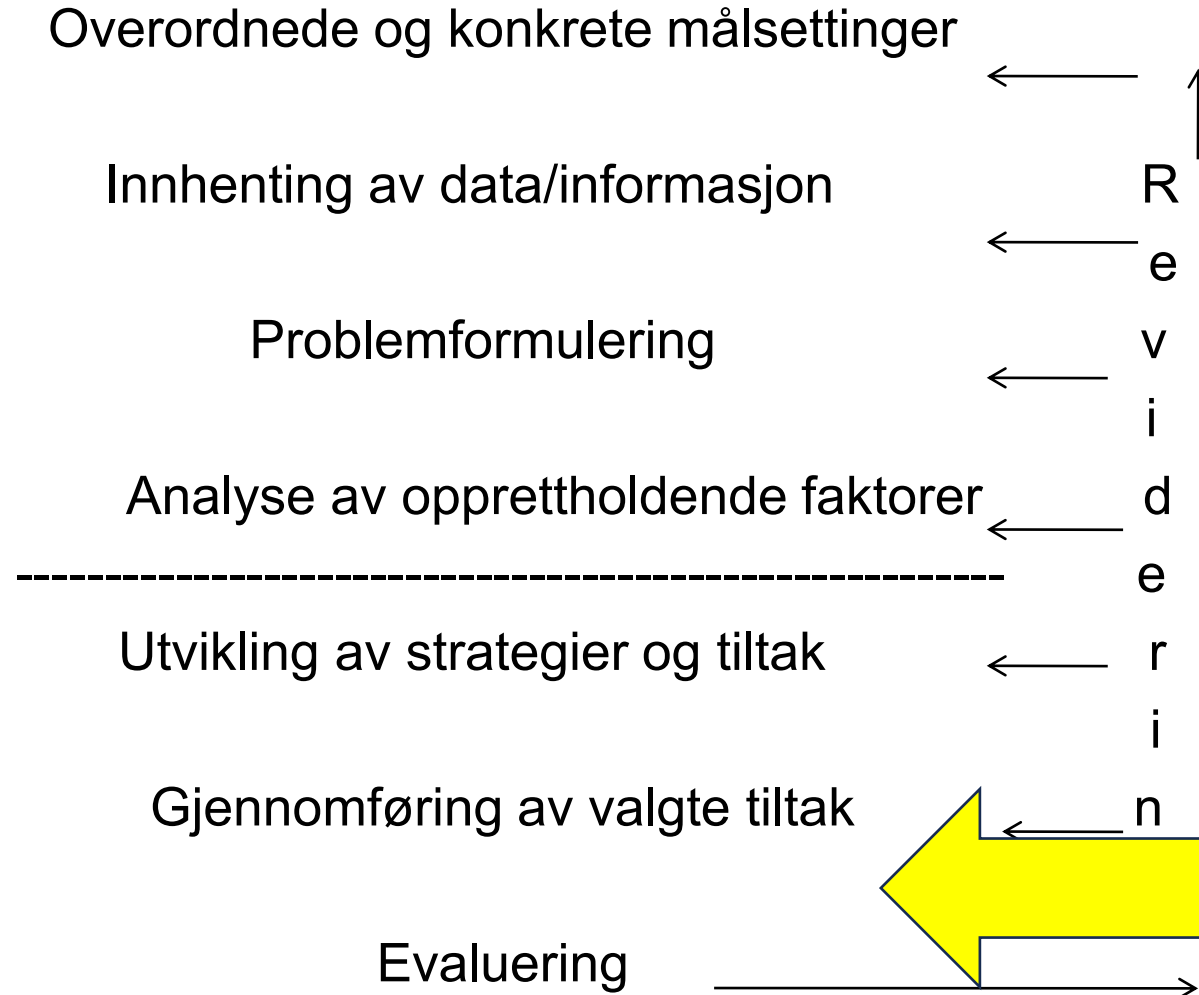 Overordnede og konkrete målsettinger
Innhenting av data/informasjon
Problemformulering
Analyse av opprettholdende faktorer
Utvikling av strategier og tiltak
Gjennomføring av valgte tiltak
Evaluering
R
e
v
i
d
e
r
i
n